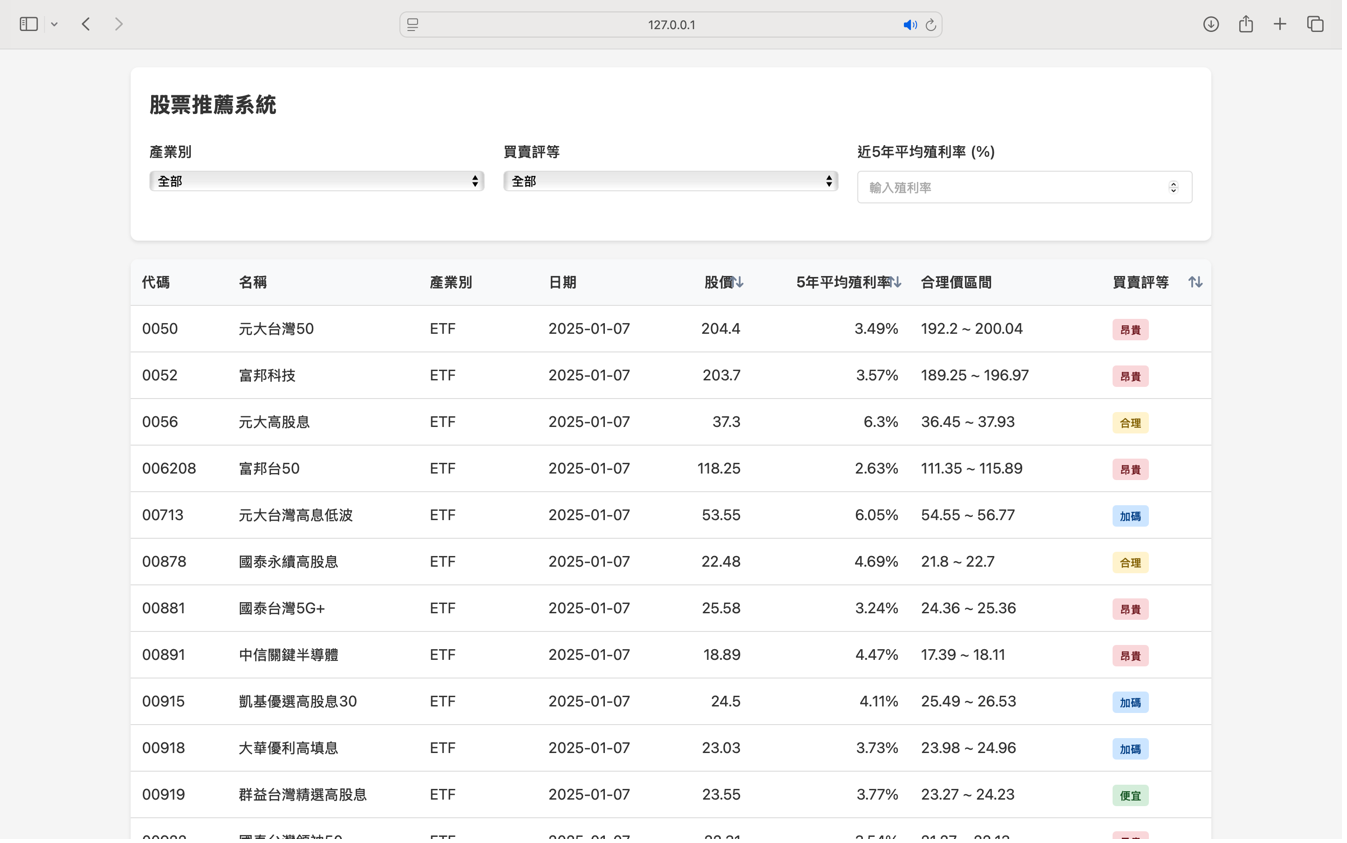 127.0.0.1
股票推薦系統
產業別 買賣評等 近5年平均殖利率 (%)
全部 全部 輸入殖利率
代碼 名稱 產業別 日期 股價 5年平均殖利率 合理價區間 買賣評等
0050 元大台灣50 ETF 2025-01-07 204.4 3.49% 192.2 ~ 200.04 昂貴
0052 富邦科技 ETF 2025-01-07 203.7 3.57% 189.25 ~ 196.97 昂貴
0056 元大高股息 ETF 2025-01-07 37.3 6.3% 36.45 ~ 37.93 合理
006208 富邦台50 ETF 2025-01-07 118.25 2.63% 111.35 ~ 115.89 昂貴
00713 元大台灣高息低波 ETF 2025-01-07 53.55 6.05% 54.55 ~ 56.77 加碼
00878 國泰永續高股息 ETF 2025-01-07 22.48 4.69% 21.8 ~ 22.7 合理
00881 國泰台灣5G+ ETF 2025-01-07 25.58 3.24% 24.36 ~ 25.36 昂貴
00891 中信關鍵半導體 ETF 2025-01-07 18.89 4.47% 17.39 ~ 18.11 昂貴
00915 凱基優選高股息30 ETF 2025-01-07 24.5 4.11% 25.49 ~ 26.53 加碼
00918 大華優利高填息 ETF 2025-01-07 23.03 3.73% 23.98 ~ 24.96 加碼
00919 群益台灣精選高股息 ETF 2025-01-07 23.55 3.77% 23.27 ~ 24.23 便宜
ETF 2025-01-07